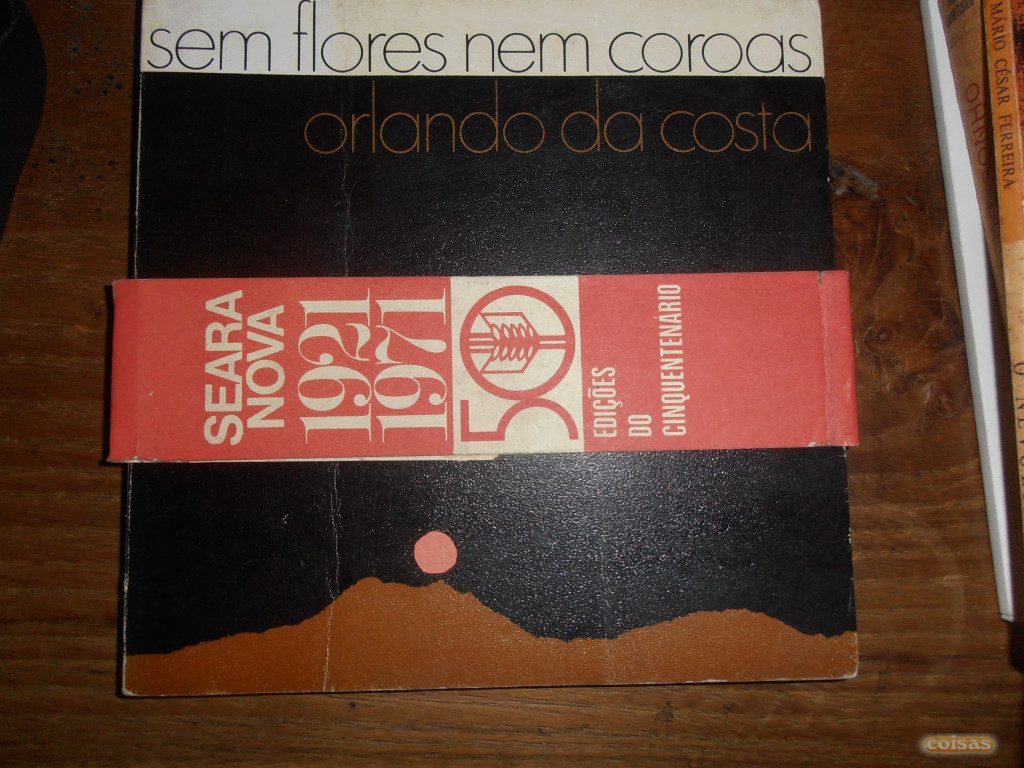 sem flores nem coroas
orlando da costa
SEARA
NOVA
1921
1971
50
EDIÇÕES
DO
CINQUENTENÁRIO
MÁRIO CÉSAR FERREIRA
coisas